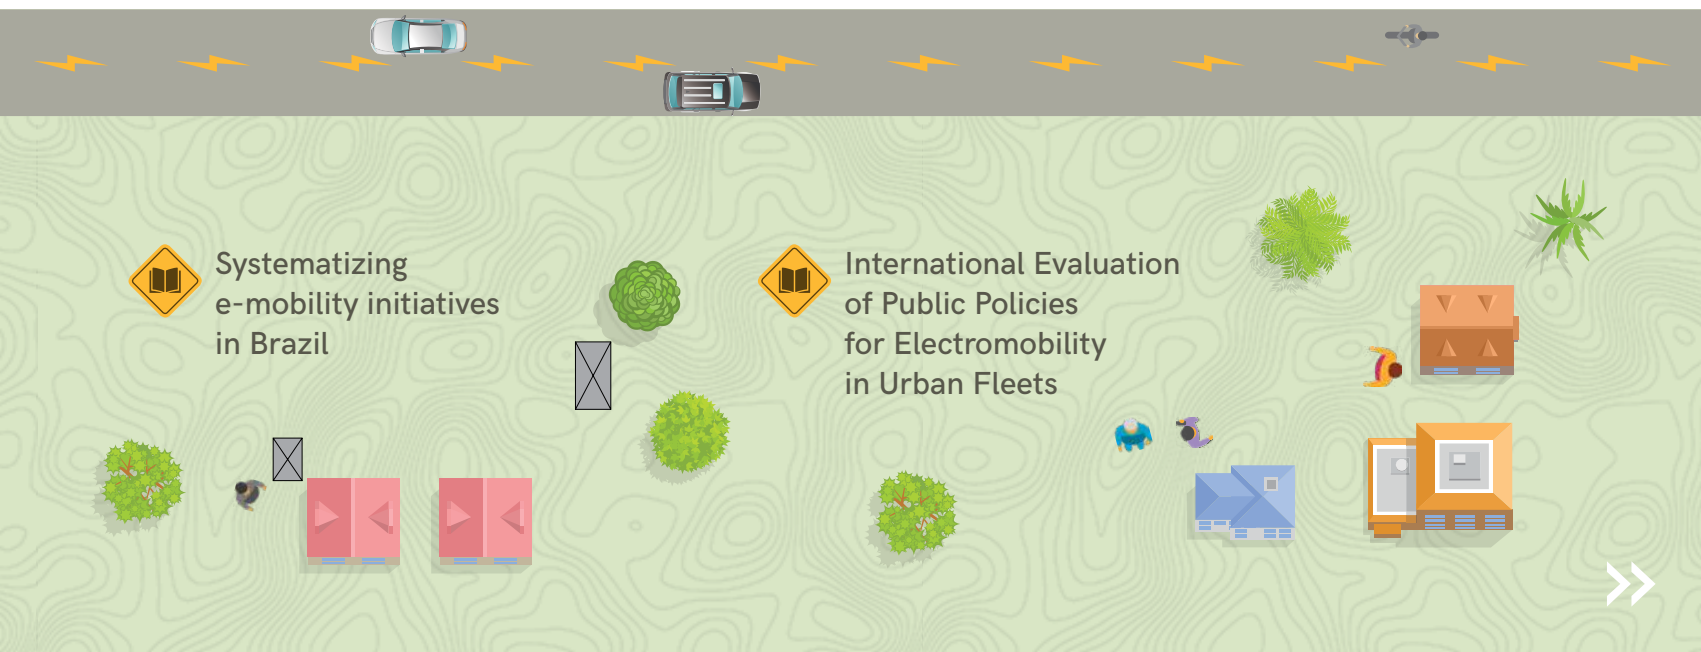 Systematizing
e-mobility initiatives
in Brazil
International Evaluation
of Public Policies
for Electromobility
in Urban Fleets